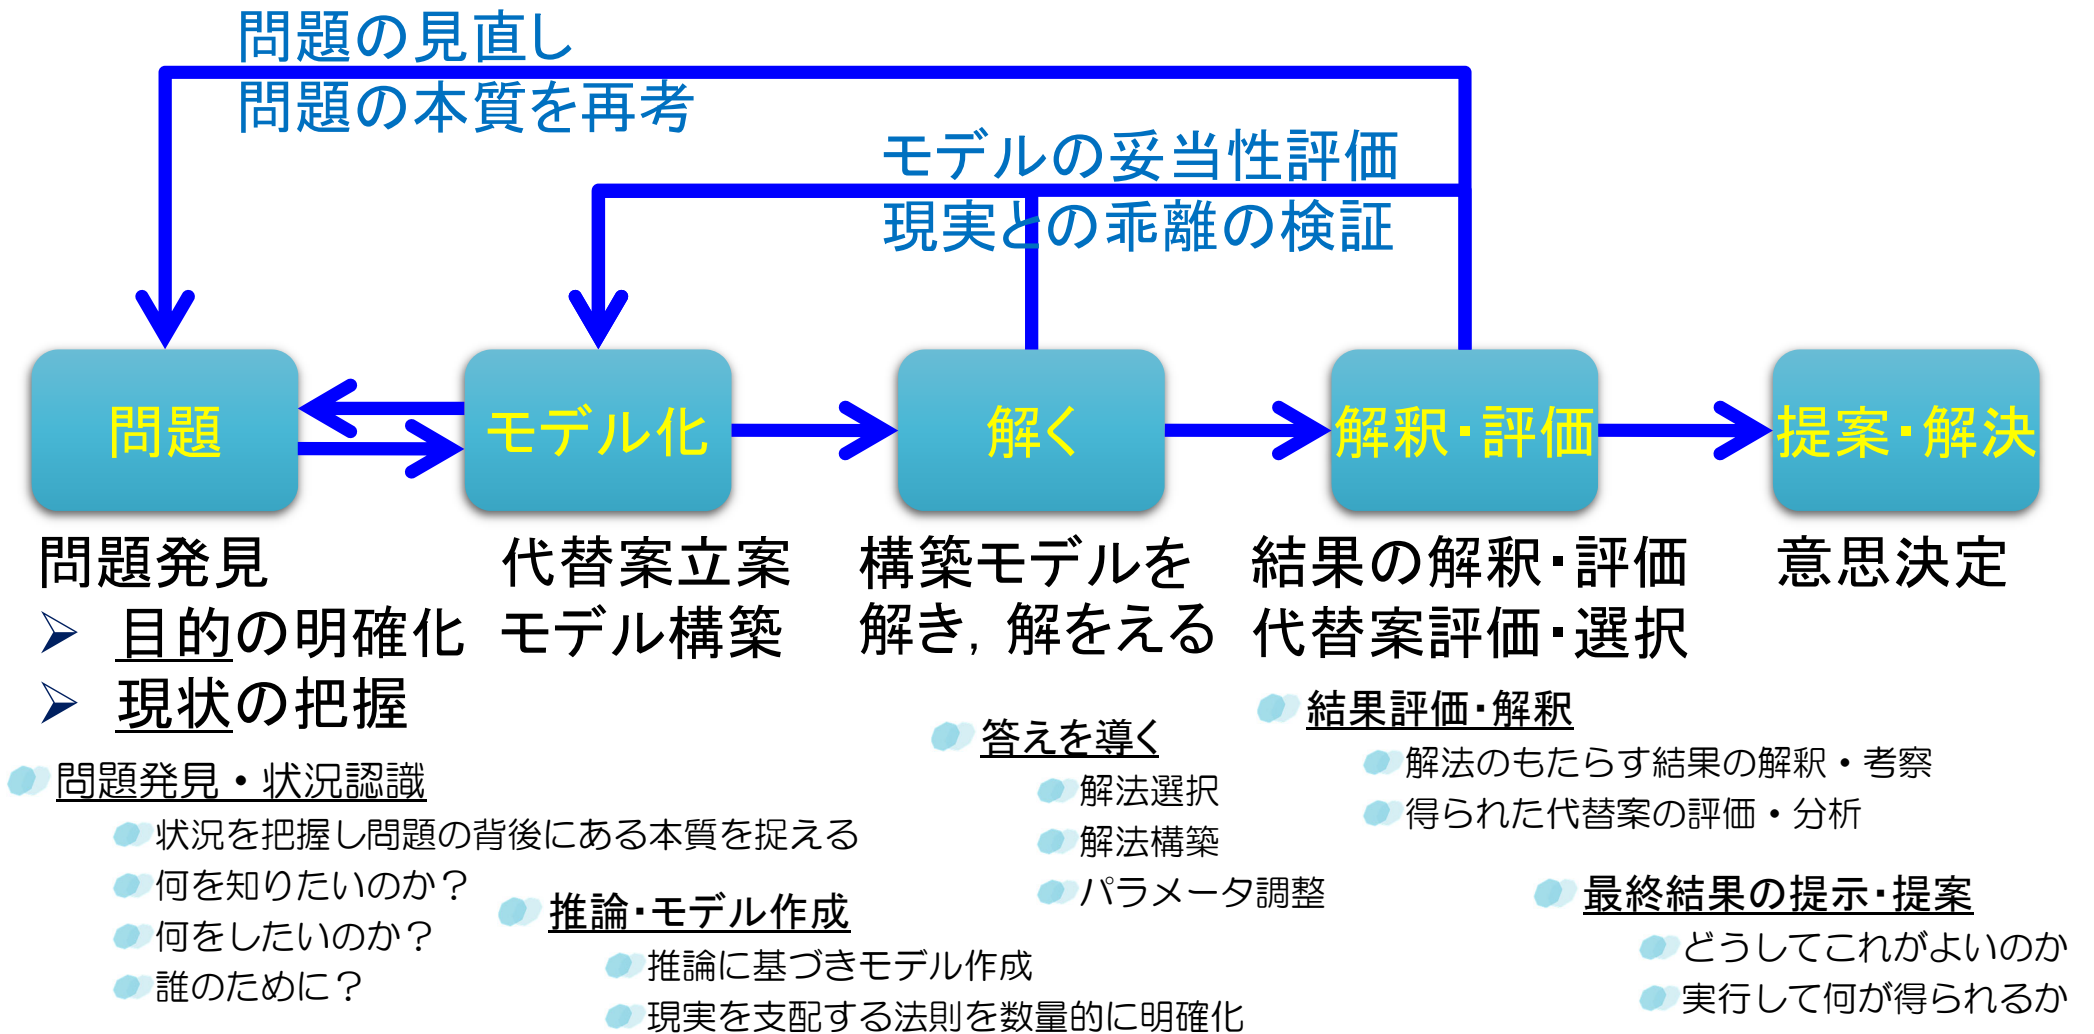 問題の見直し
問題の本質を再考
モデルの妥当性評価
現実との乖離の検証
問題
モデル化
解く
解釈・評価
提案・解決
問題発見
目的の明確化
現状の把握
代替案立案
モデル構築
構築モデルを
解き，解をえる
結果の解釈・評価
代替案評価・選択
意思決定
問題発見・状況認識
状況を把握し問題の背後にある本質を捉える
何を知りたいのか？
何をしたいのか？
誰のために？
推論・モデル作成
推論に基づきモデル作成
現実を支配する法則を数量的に明確化
答えを導く
解法選択
解法構築
パラメータ調整
結果評価・解釈
解法のもたらす結果の解釈・考察
得られた代替案の評価・分析
最終結果の提示・提案
どうしてこれがよいのか
実行して何が得られるか